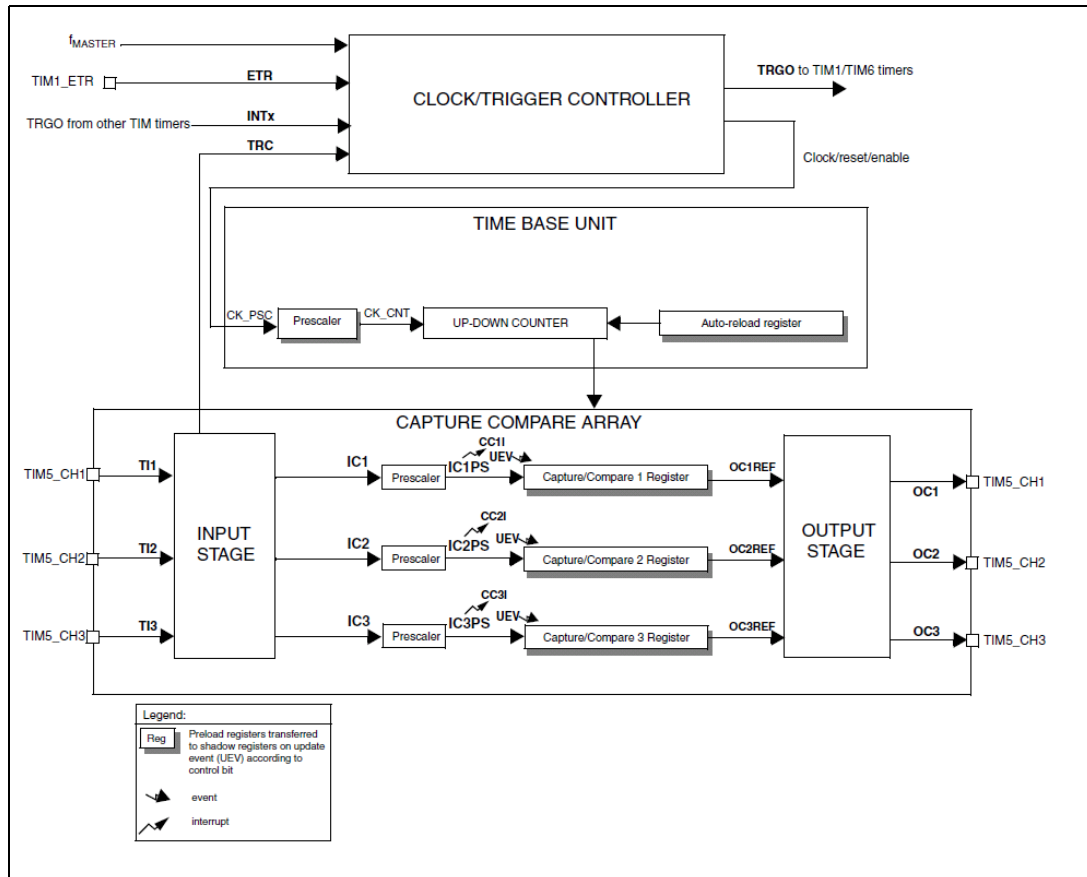 fMASTER
TIM1_ETR
ETR
CLOCK/TRIGGER CONTROLLER
TRGO to TIM1/TIM6 timers
TRGO from other TIM timers
INTx
TRC
Clock/reset/enable
TIME BASE UNIT
CK_PSC
Prescaler
CK_CNT
UP-DOWN COUNTER
Auto-reload register
CAPTURE COMPARE ARRAY
TIM5_CH1
TI1
INPUT
STAGE
IC1
Prescaler
IC1PS
CC1I
UEV
Capture/Compare 1 Register
OC1REF
OUTPUT
STAGE
OC1
TIM5_CH1
TIM5_CH2
TI2
IC2
Prescaler
IC2PS
CC2I
UEV
Capture/Compare 2 Register
OC2REF
OC2
TIM5_CH2
TIM5_CH3
TI3
IC3
Prescaler
IC3PS
CC3I
UEV
Capture/Compare 3 Register
OC3REF
OC3
TIM5_CH3
Legend:
Reg
Preload registers transferred
to shadow registers on update
event (UEV) according to
control bit
event
interrupt